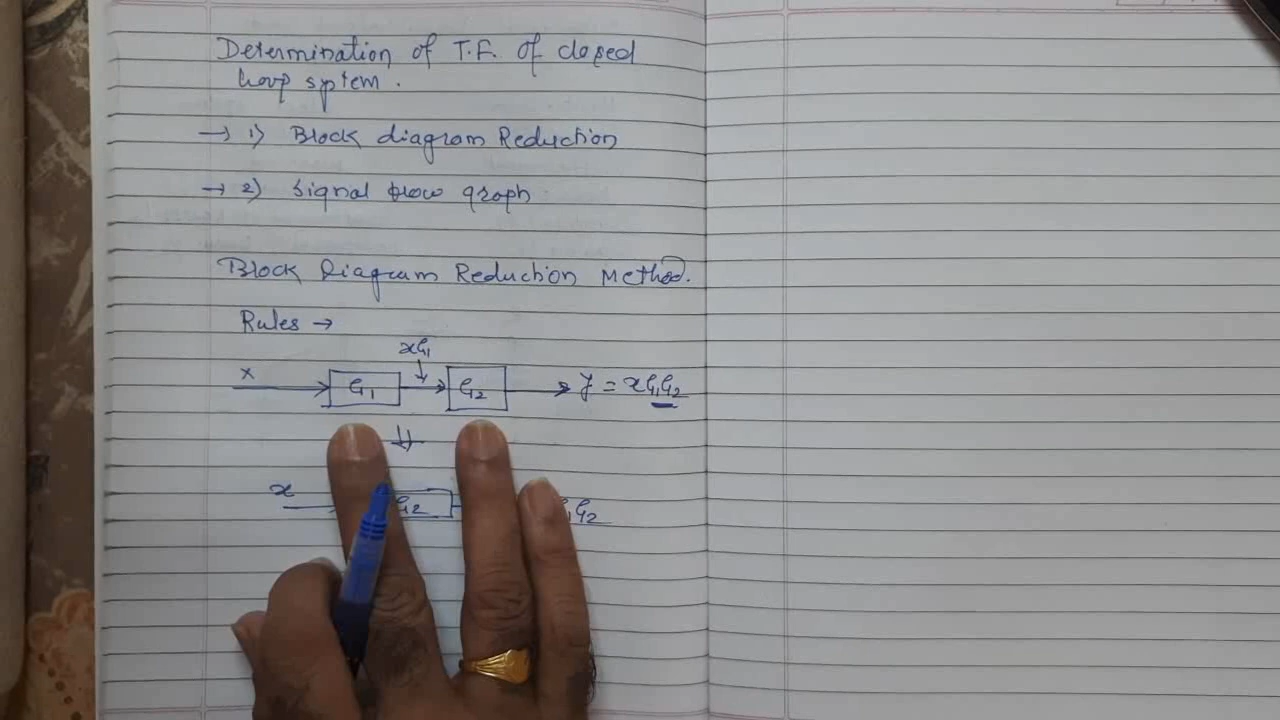 Determination of T.F. of closed
loop system.
→ 1) Block diagram Reduction
→ 2) Signal flow graph
Block Diagram Reduction Method.
Rules →
xG1
x G1 G2 y = xG1G2
x G2 G1G2